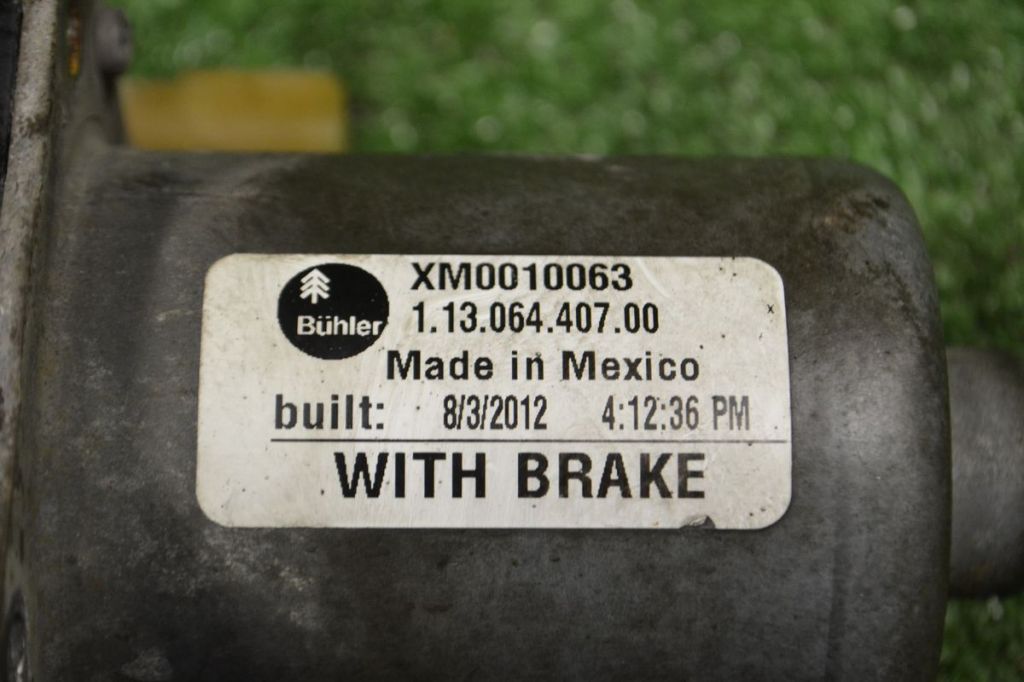 Bühler
XM0010063
1.13.064.407.00
Made in Mexico
built: 8/3/2012 4:12:36 PM
WITH BRAKE